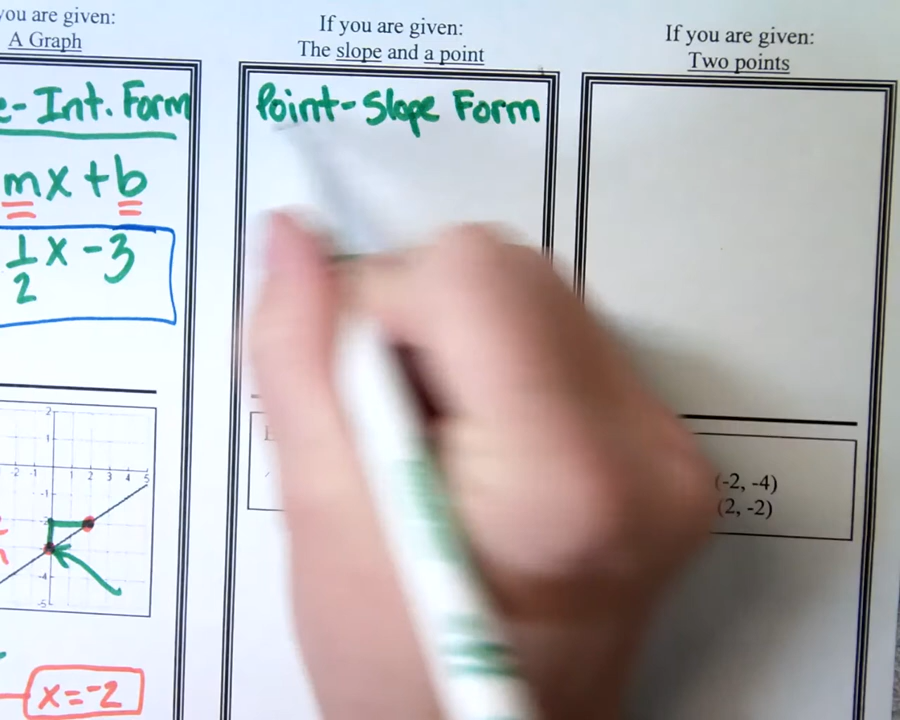 you are given:
A Graph
e-Int. Form
mx + b
1/2 x - 3
2
1
-2 -1 1 2 3 4 5
-1
-4
-5
x = -2
If you are given:
The slope and a point
Point-Slope Form
If you are given:
Two points
(-2, -4)
(2, -2)